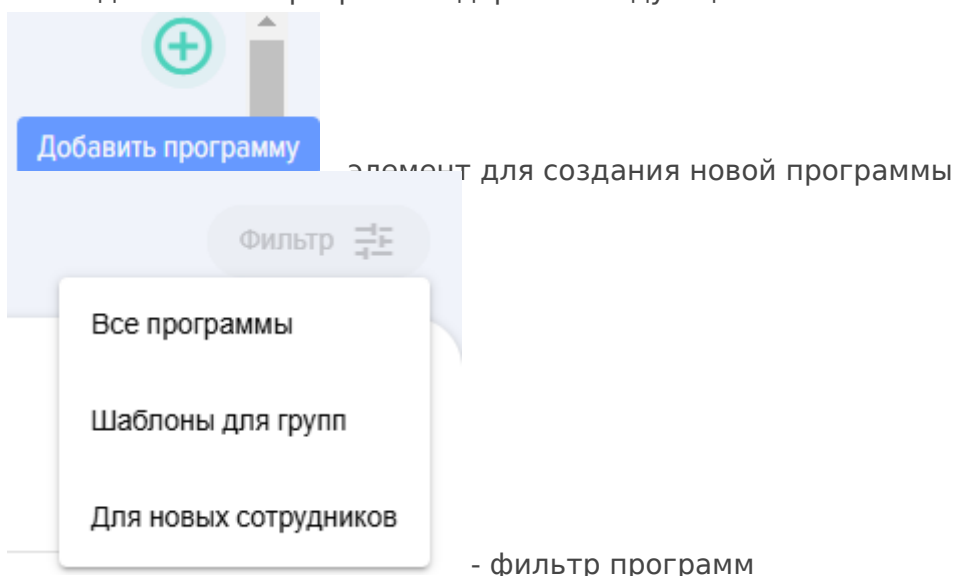 Добавить программу
элемент для создания новой программы
Фильтр
Все программы
Шаблоны для групп
Для новых сотрудников
- фильтр программ